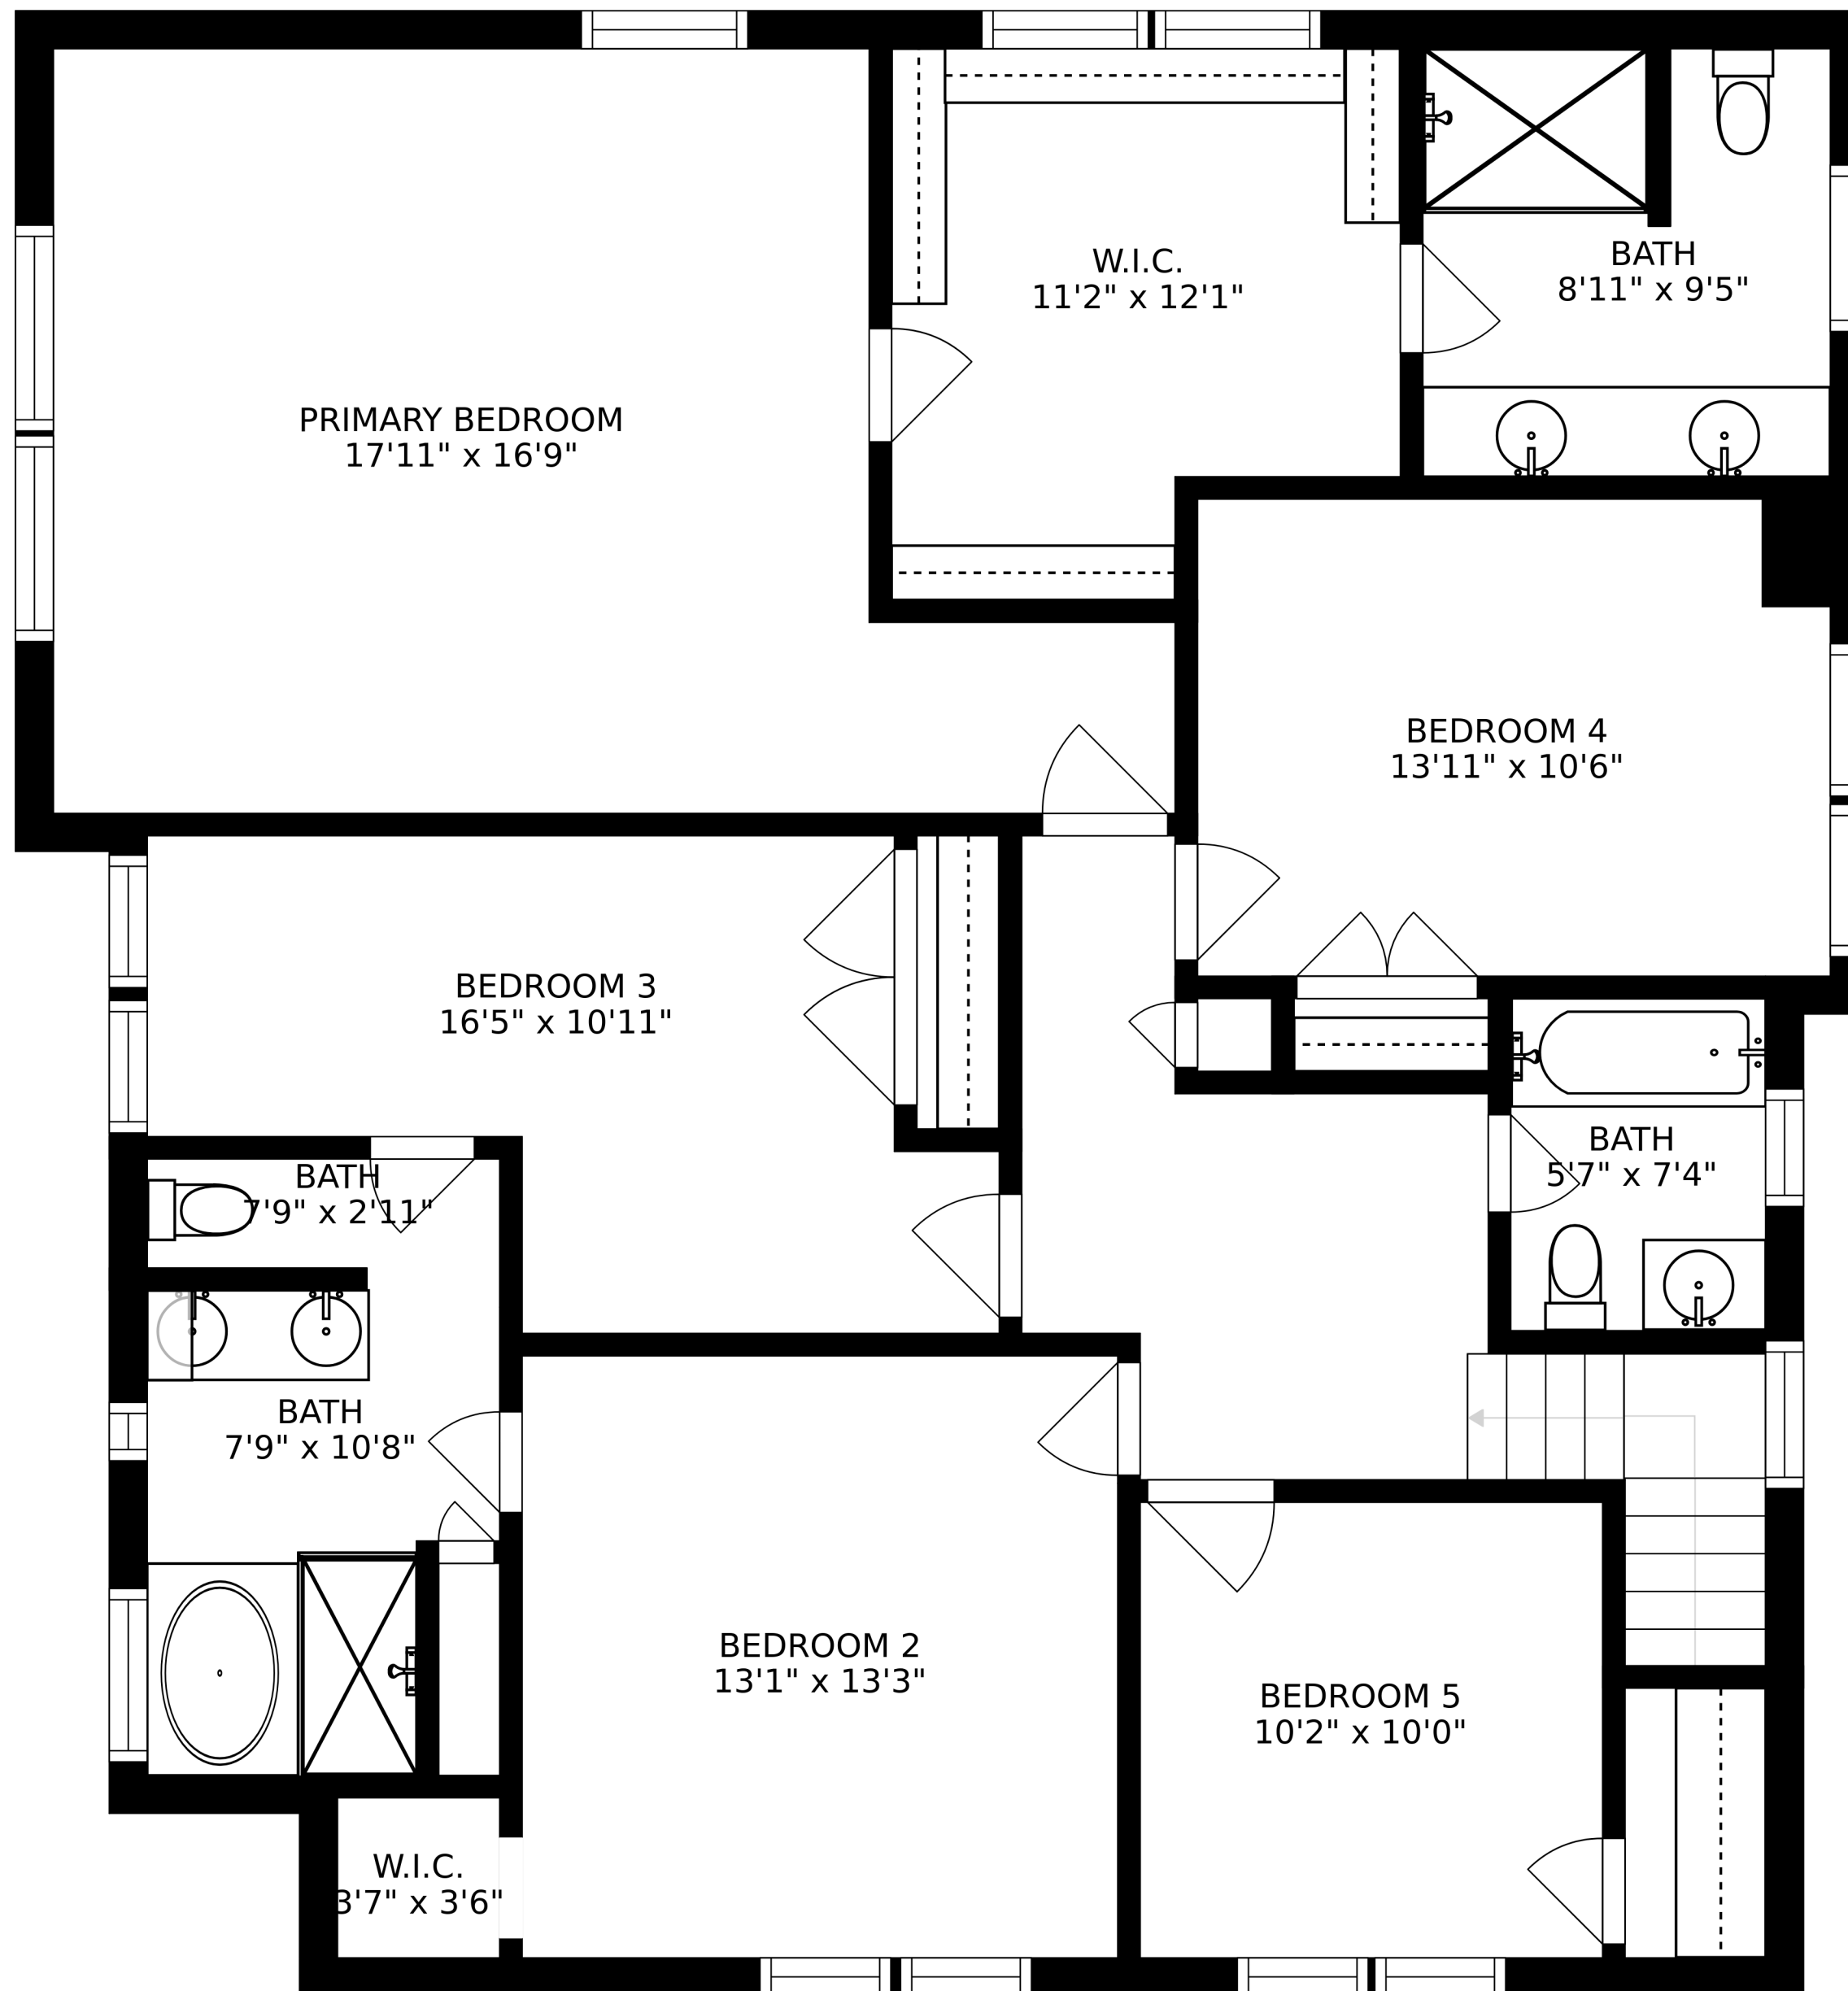 W.I.C.
11'2" x 12'1"
BATH
8'11" x 9'5"
PRIMARY BEDROOM
17'11" x 16'9"
BEDROOM 4
13'11" x 10'6"
BEDROOM 3
16'5" x 10'11"
BATH
5'7" x 7'4"
BATH
7'9" x 2'11"
BATH
7'9" x 10'8"
BEDROOM 2
13'1" x 13'3"
BEDROOM 5
10'2" x 10'0"
W.I.C.
3'7" x 3'6"